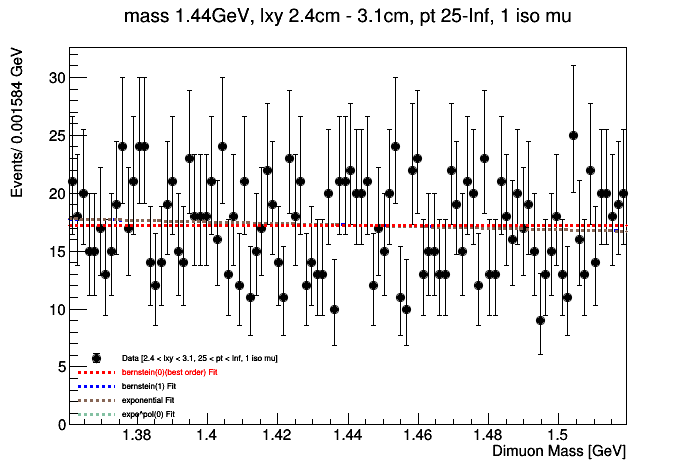 mass 1.44GeV, lxy 2.4cm - 3.1cm, pt 25-Inf, 1 iso mu
Events/ 0.001584 GeV
30
25
20
15
10
5
0
Data [2.4 < lxy < 3.1, 25 < pt < Inf, 1 iso mu]
bernstein(0)(best order) Fit
bernstein(1) Fit
exponential Fit
expo*pol(0) Fit
1.38 1.4 1.42 1.44 1.46 1.48 1.5
Dimuon Mass [GeV]